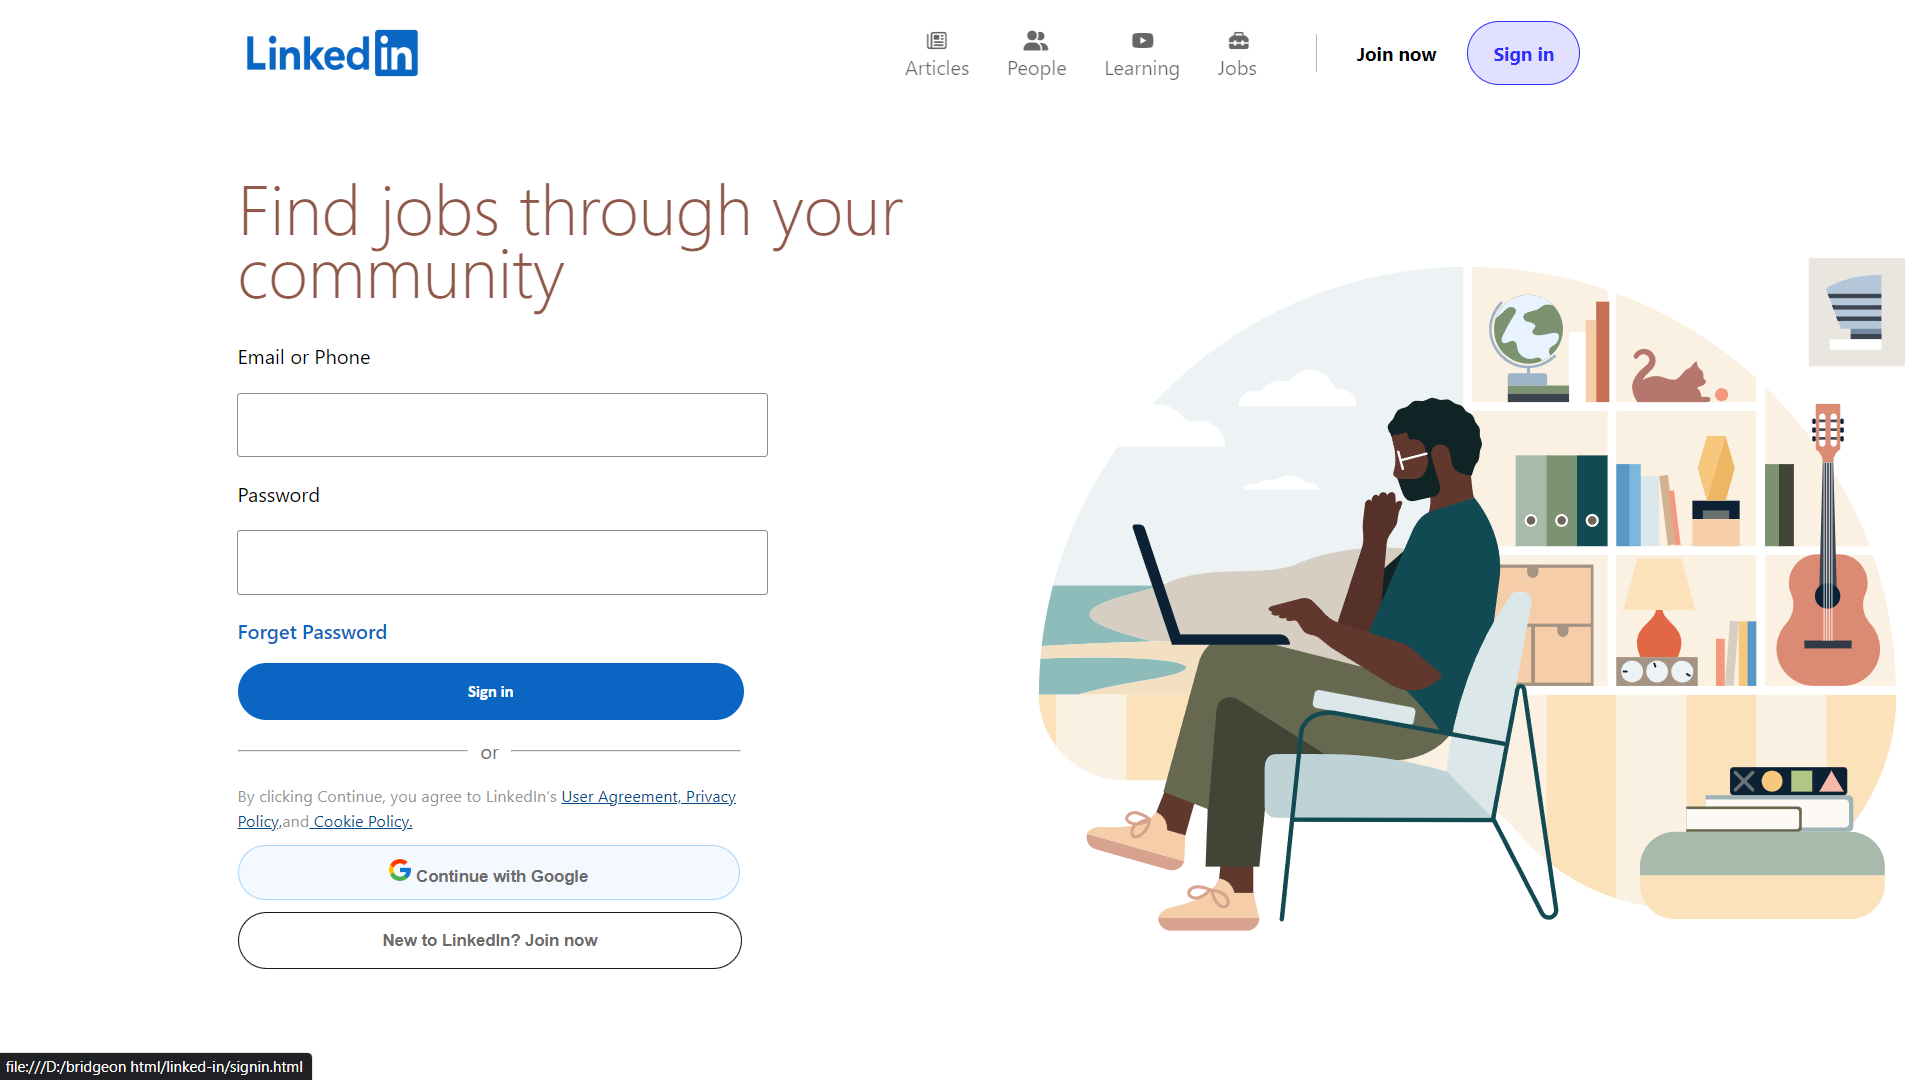 Linked in
Articles
People
Learning
Jobs
Join now
Sign in
Find jobs through your
community
Email or Phone
Password
Forget Password
Sign in
or
By clicking Continue, you agree to LinkedIn's User Agreement, Privacy
Policy,and Cookie Policy.
Continue with Google
New to LinkedIn? Join now
file:///D:/bridgeon html/linked-in/signin.html